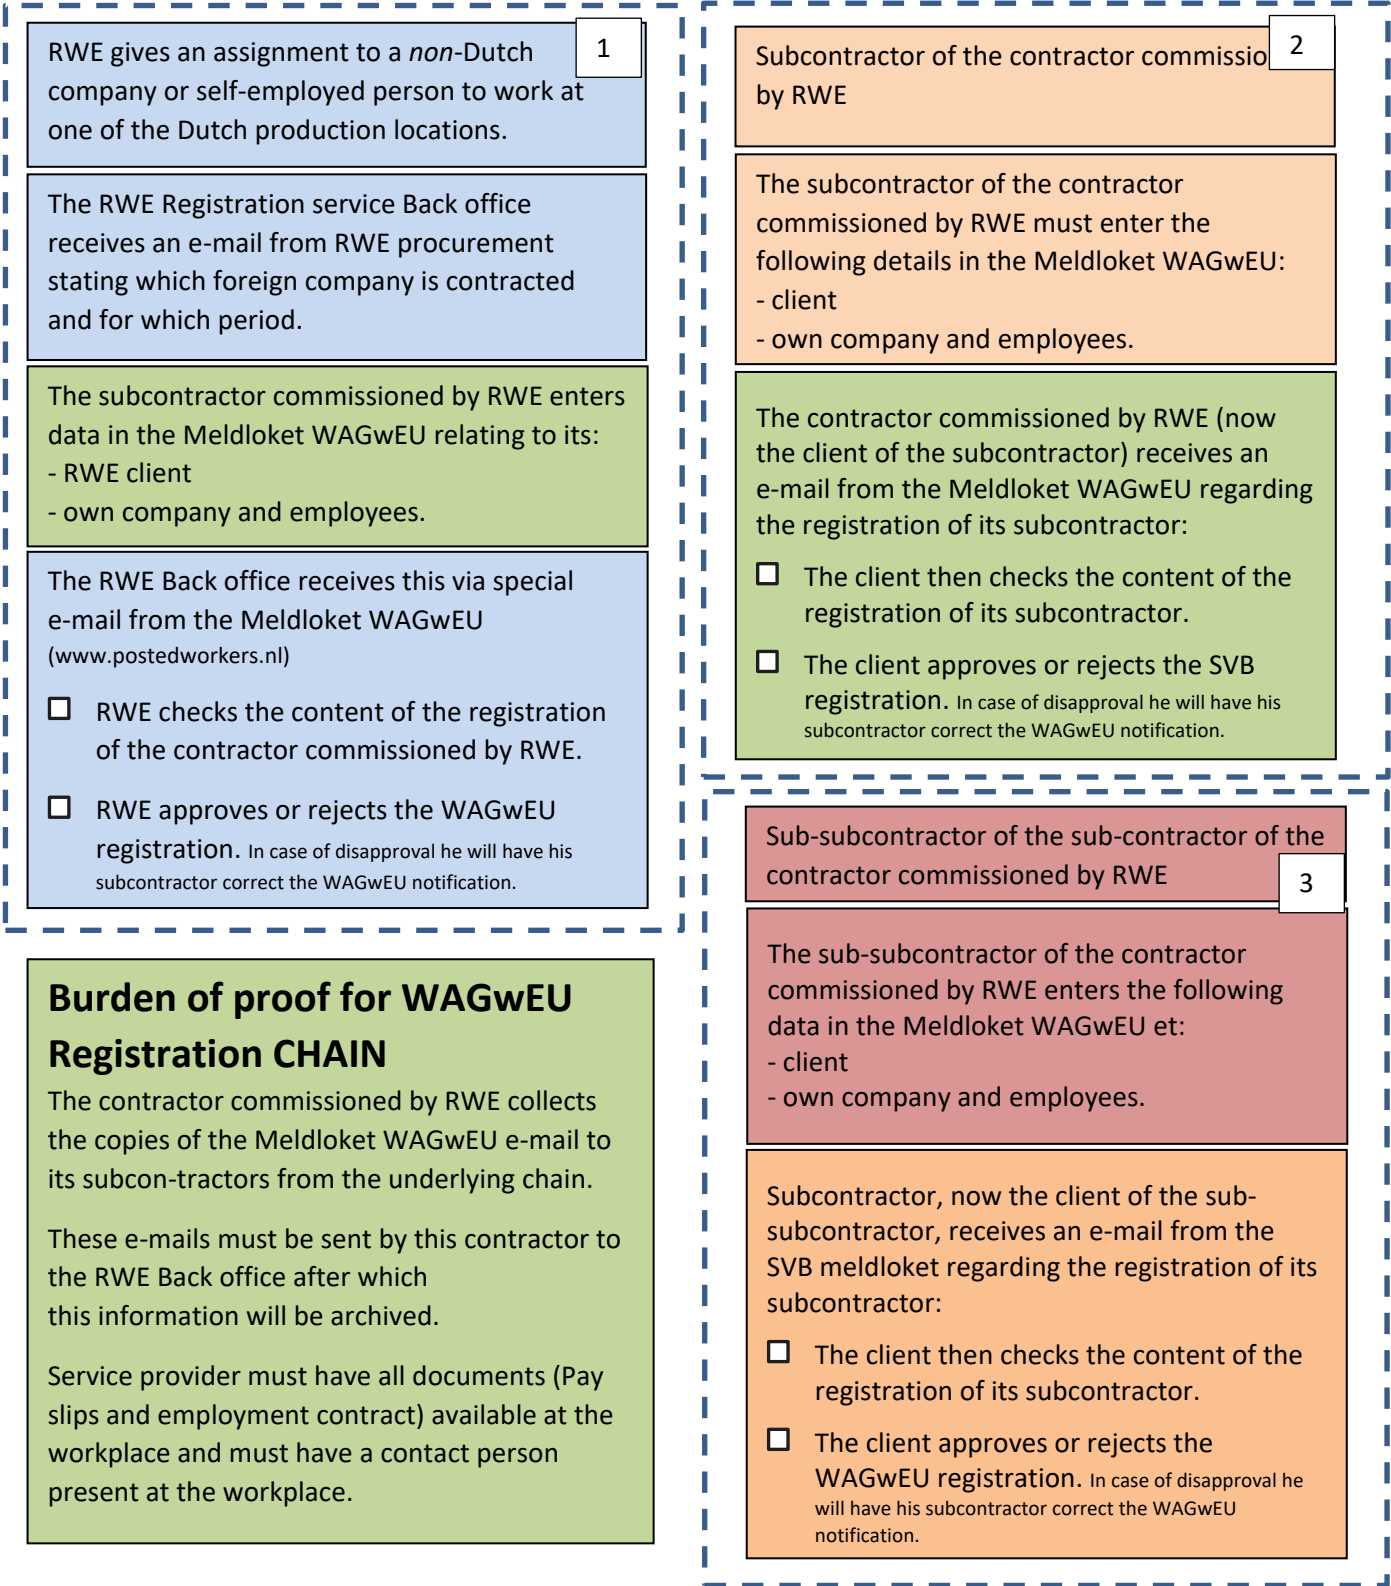 1
RWE gives an assignment to a non-Dutch
company or self-employed person to work at
one of the Dutch production locations.
The RWE Registration service Back office
receives an e-mail from RWE procurement
stating which foreign company is contracted
and for which period.
The subcontractor commissioned by RWE enters
data in the Meldloket WAGwEU relating to its:
- RWE client
- own company and employees.
The RWE Back office receives this via special
e-mail from the Meldloket WAGwEU
(www.postedworkers.nl)
RWE checks the content of the registration
of the contractor commissioned by RWE.
RWE approves or rejects the WAGwEU
registration. In case of disapproval he will have his
subcontractor correct the WAGwEU notification.
Burden of proof for WAGwEU
Registration CHAIN
The contractor commissioned by RWE collects
the copies of the Meldloket WAGwEU e-mail to
its subcon-tractors from the underlying chain.
These e-mails must be sent by this contractor to
the RWE Back office after which
this information will be archived.
Service provider must have all documents (Pay
slips and employment contract) available at the
workplace and must have a contact person
present at the workplace.
2
Subcontractor of the contractor commissio
by RWE
The subcontractor of the contractor
commissioned by RWE must enter the
following details in the Meldloket WAGwEU:
- client
- own company and employees.
The contractor commissioned by RWE (now
the client of the subcontractor) receives an
e-mail from the Meldloket WAGwEU regarding
the registration of its subcontractor:
The client then checks the content of the
registration of its subcontractor.
The client approves or rejects the SVB
registration. In case of disapproval he will have his
subcontractor correct the WAGwEU notification.
Sub-subcontractor of the sub-contractor of the
contractor commissioned by RWE
3
The sub-subcontractor of the contractor
commissioned by RWE enters the following
data in the Meldloket WAGwEU et:
- client
- own company and employees.
Subcontractor, now the client of the sub-
subcontractor, receives an e-mail from the
SVB meldloket regarding the registration of its
subcontractor:
The client then checks the content of the
registration of its subcontractor.
The client approves or rejects the
WAGwEU registration. In case of disapproval he
will have his subcontractor correct the WAGwEU
notification.